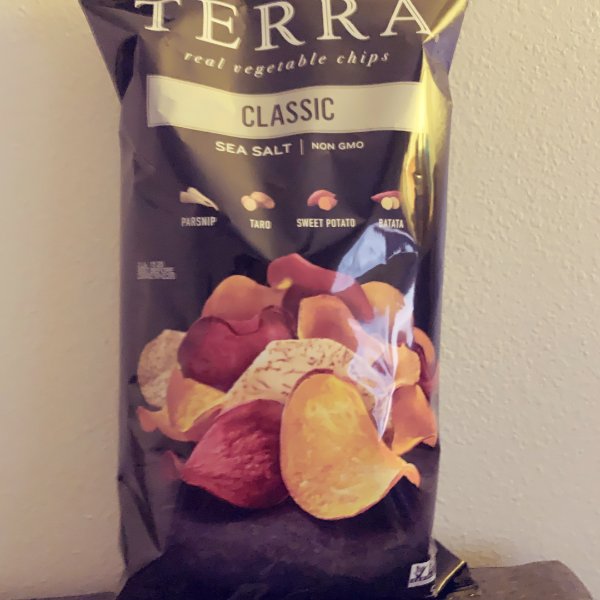 TERRA
real vegetable chips
CLASSIC
SEA SALT | NON GMO
PARSNIP TARO SWEET POTATO BATATA